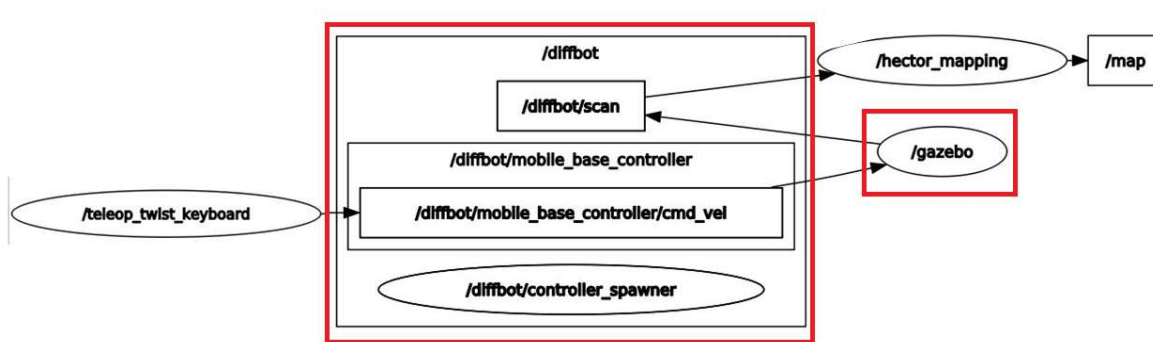 /diffbot
/hector_mapping
/map
/diffbot/scan
/gazebo
/diffbot/mobile_base_controller
/teleop_twist_keyboard
/diffbot/mobile_base_controller/cmd_vel
/diffbot/controller_spawner